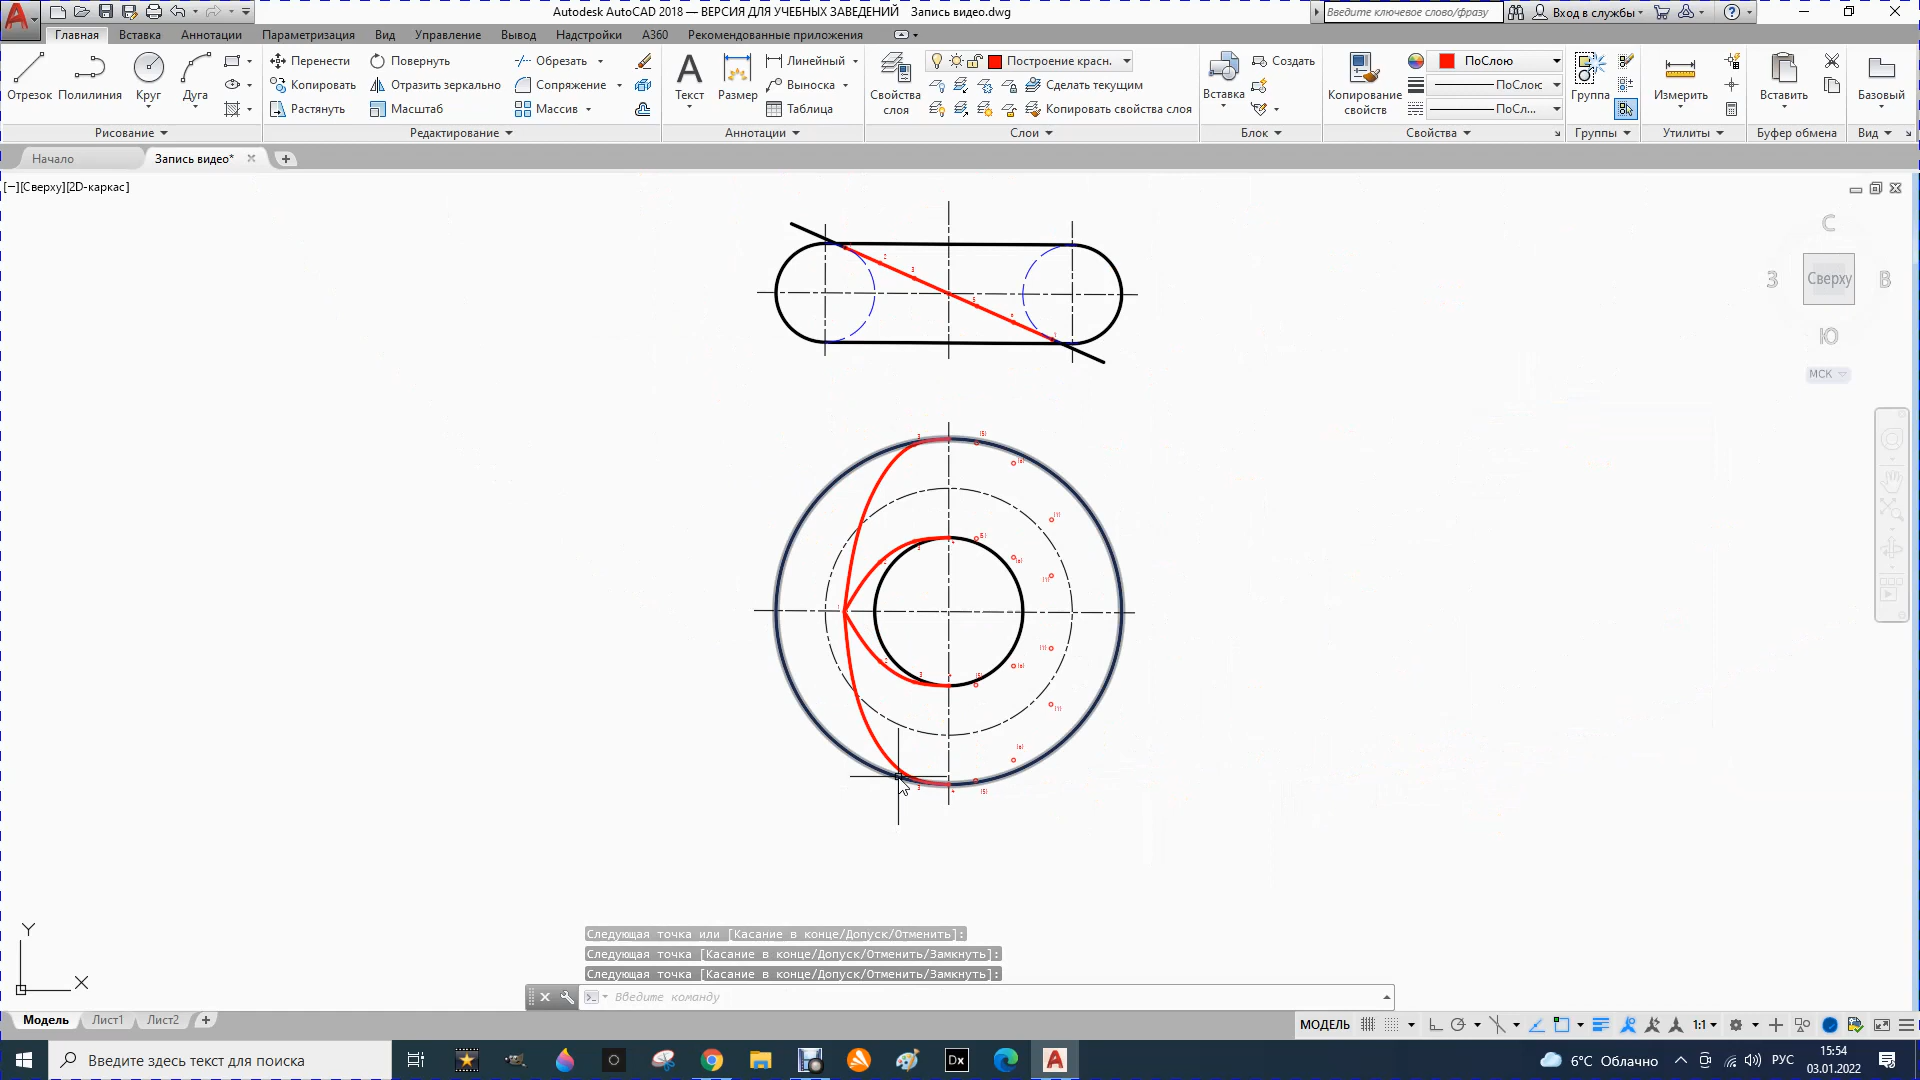 Autodesk AutoCAD 2018 — ВЕРСИЯ ДЛЯ УЧЕБНЫХ ЗАВЕДЕНИЙ Запись видео.dwg
Введите ключевое слово/фразу
Вход в службы
Главная Вставка Аннотации Параметризация Вид Управление Вывод Надстройки A360 Рекомендованные приложения
Отрезок Полилиния Круг Дуга
Рисование
Перенести Повернуть Обрезать
Копировать Отразить зеркально Сопряжение
Растянуть Масштаб Массив
Редактирование
Текст Размер
Линейный
Выноска
Таблица
Аннотации
Свойства слоя
Построение красн.
Сделать текущим
Копировать свойства слоя
Слои
Вставка
Создать
Блок
Копирование свойств
ПоСлою
ПоСлою
ПоСл...
Свойства
Группа
Группы
Измерить
Утилиты
Вставить
Буфер обмена
Базовый
Вид
Начало Запись видео*
[−][Сверху][2D-каркас]
С
З Сверху В
Ю
МСК
Y
X
Следующая точка или [Касание в конце/Допуск/Отменить]:
Следующая точка [Касание в конце/Допуск/Отменить/Замкнуть]:
Следующая точка [Касание в конце/Допуск/Отменить/Замкнуть]:
Введите команду
Модель Лист1 Лист2
МОДЕЛЬ 1:1
Введите здесь текст для поиска
Dx
6°C Облачно
РУС
15:54
03.01.2022